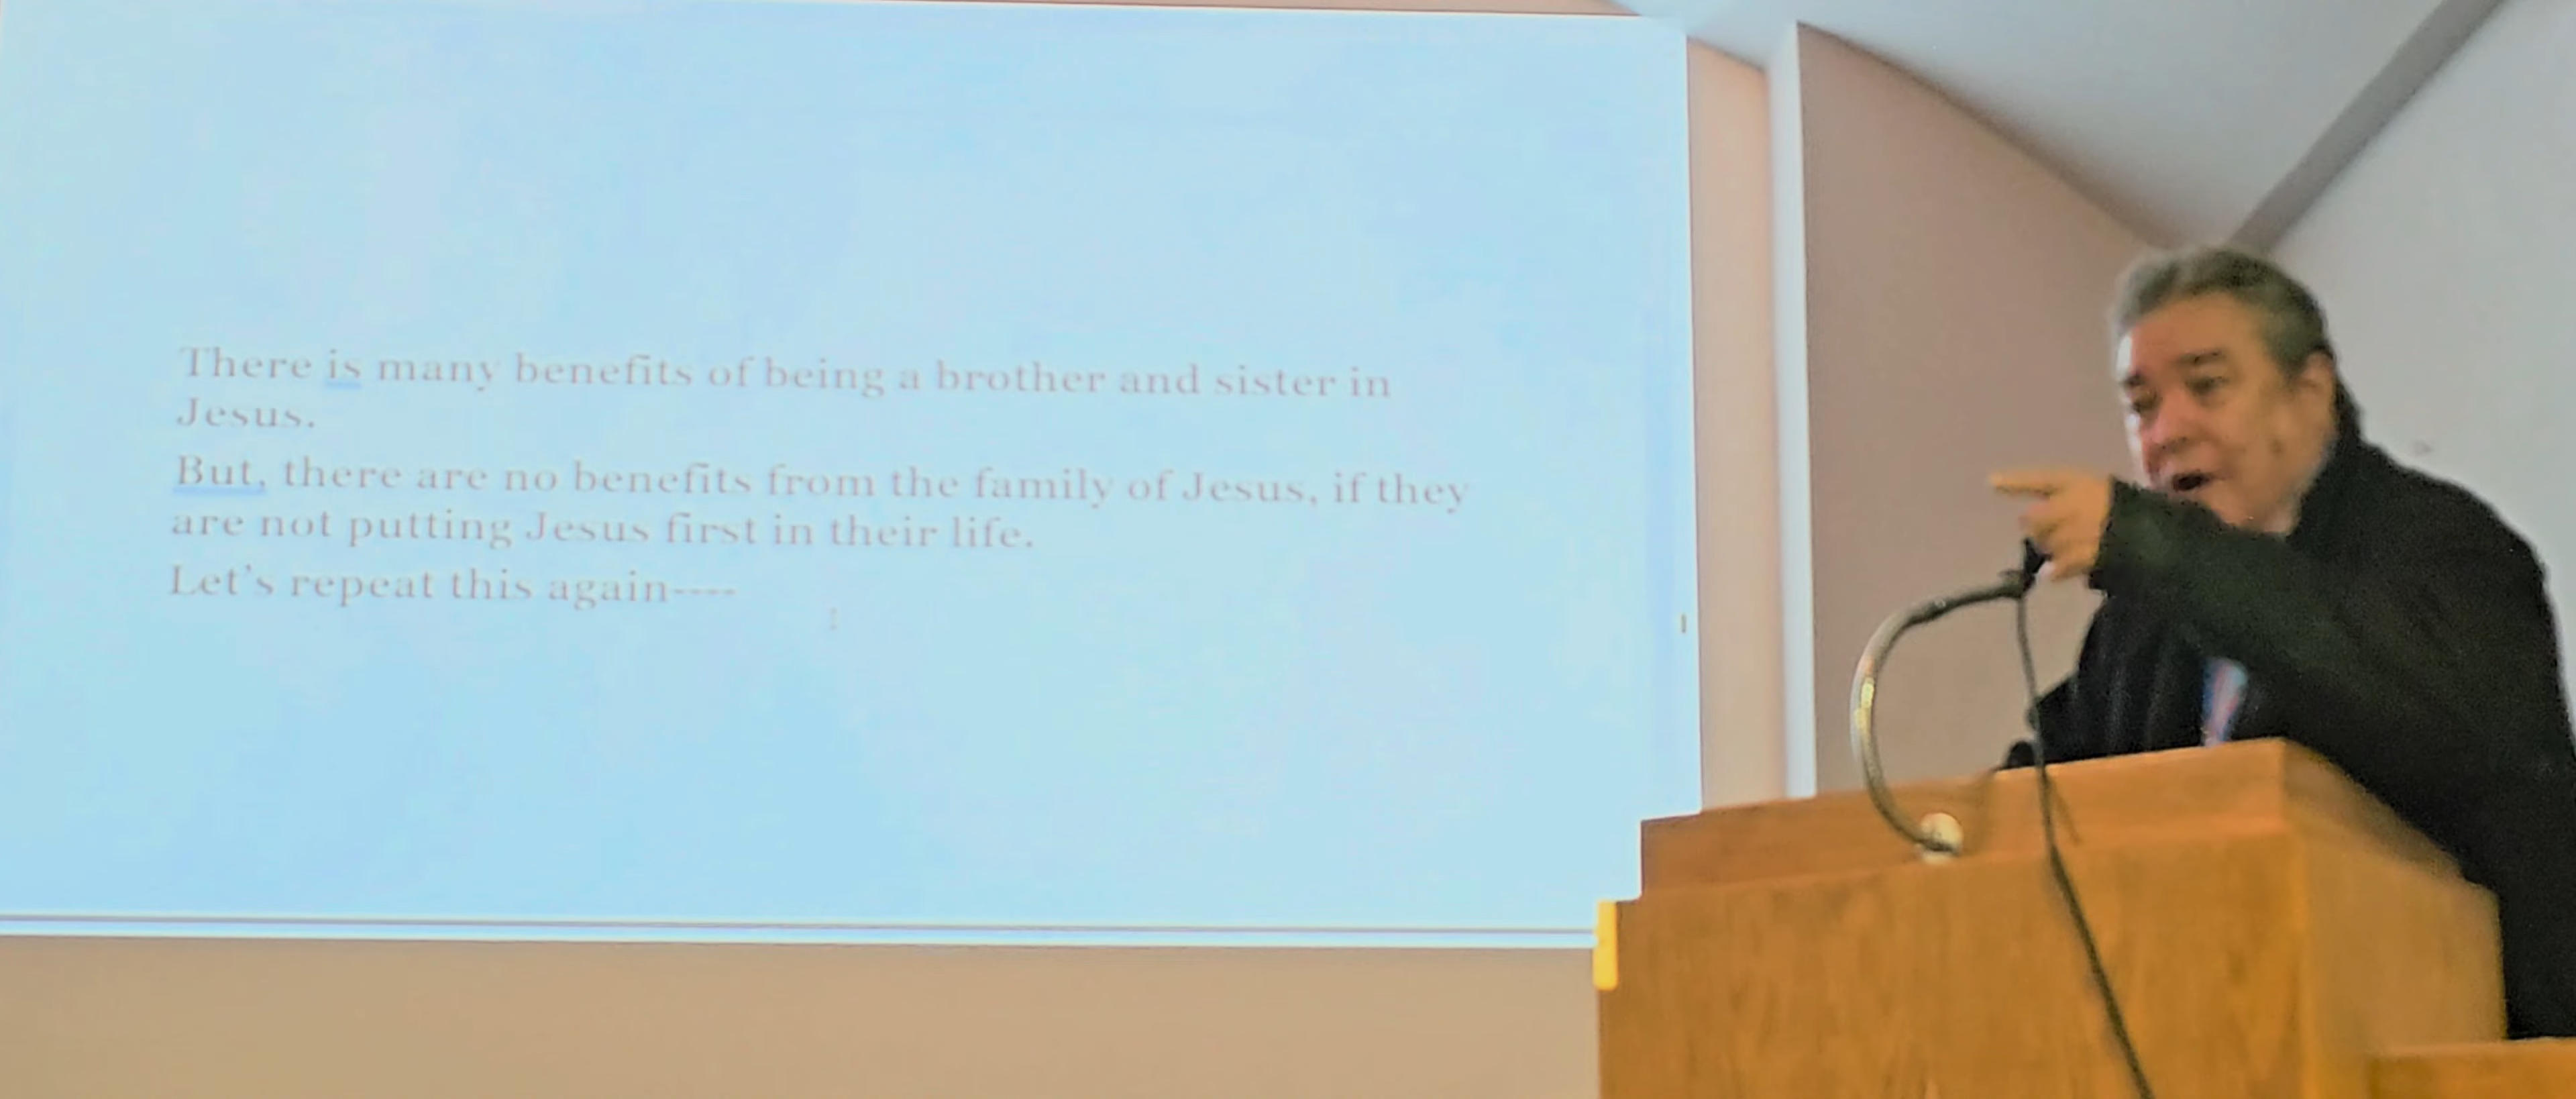 There is many benefits of being a brother and sister in
Jesus.
But, there are no benefits from the family of Jesus, if they
are not putting Jesus first in their life.
Let's repeat this again----